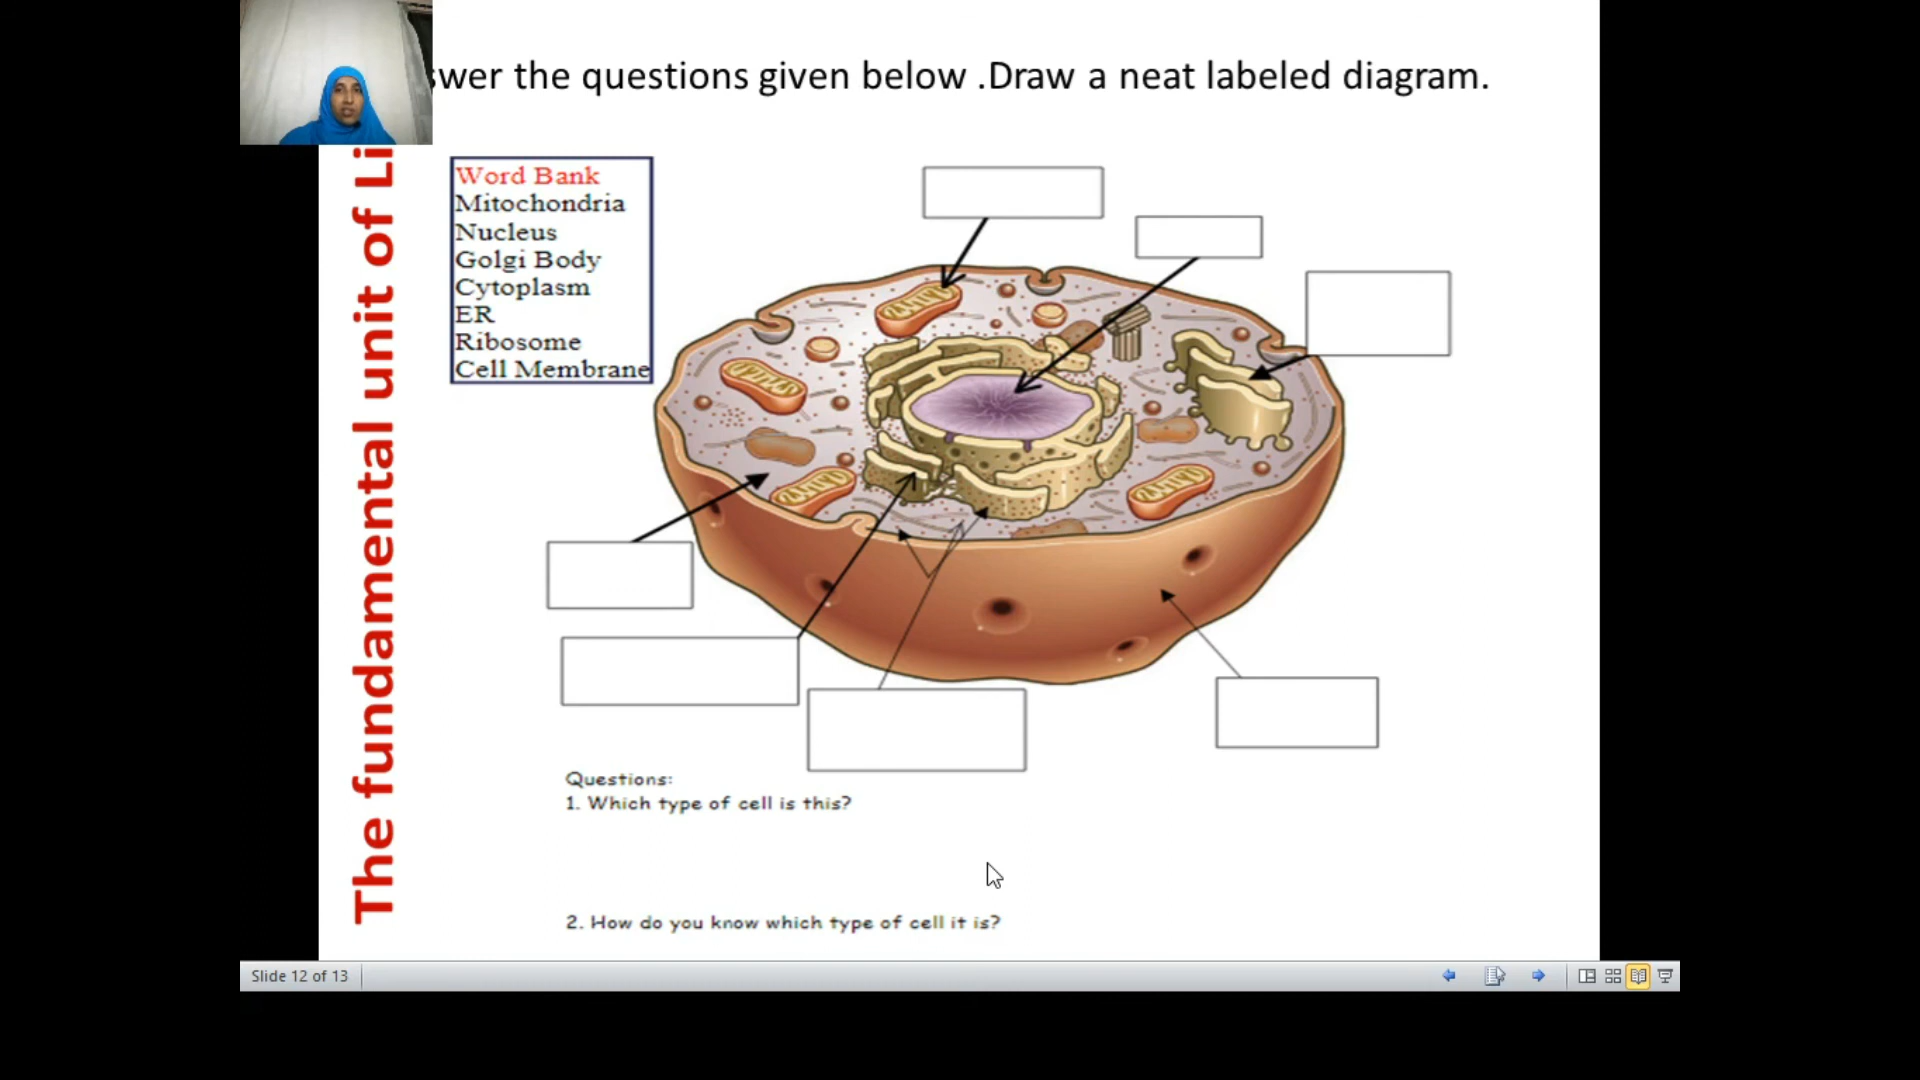 swer the questions given below .Draw a neat labeled diagram.
The fundamental unit of Li
Word Bank
Mitochondria
Nucleus
Golgi Body
Cytoplasm
ER
Ribosome
Cell Membrane
Questions:
1. Which type of cell is this?
2. How do you know which type of cell it is?
Slide 12 of 13